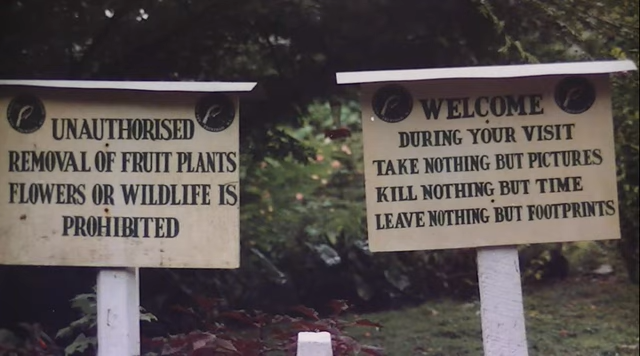 UNAUTHORISED
REMOVAL OF FRUIT PLANTS
FLOWERS OR WILDLIFE IS
PROHIBITED
WELCOME
DURING YOUR VISIT
TAKE NOTHING BUT PICTURES
KILL NOTHING BUT TIME
LEAVE NOTHING BUT FOOTPRINTS